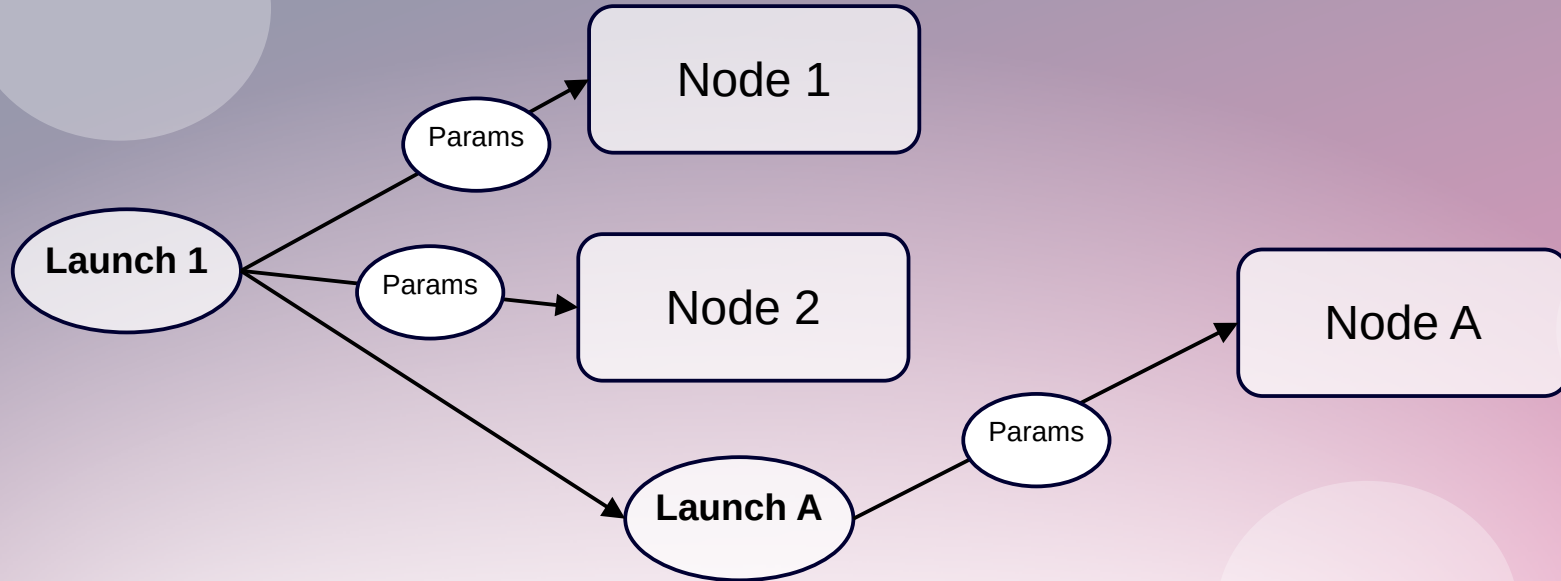 Node 1
Params
Launch 1
Params
Node 2
Node A
Params
Launch A